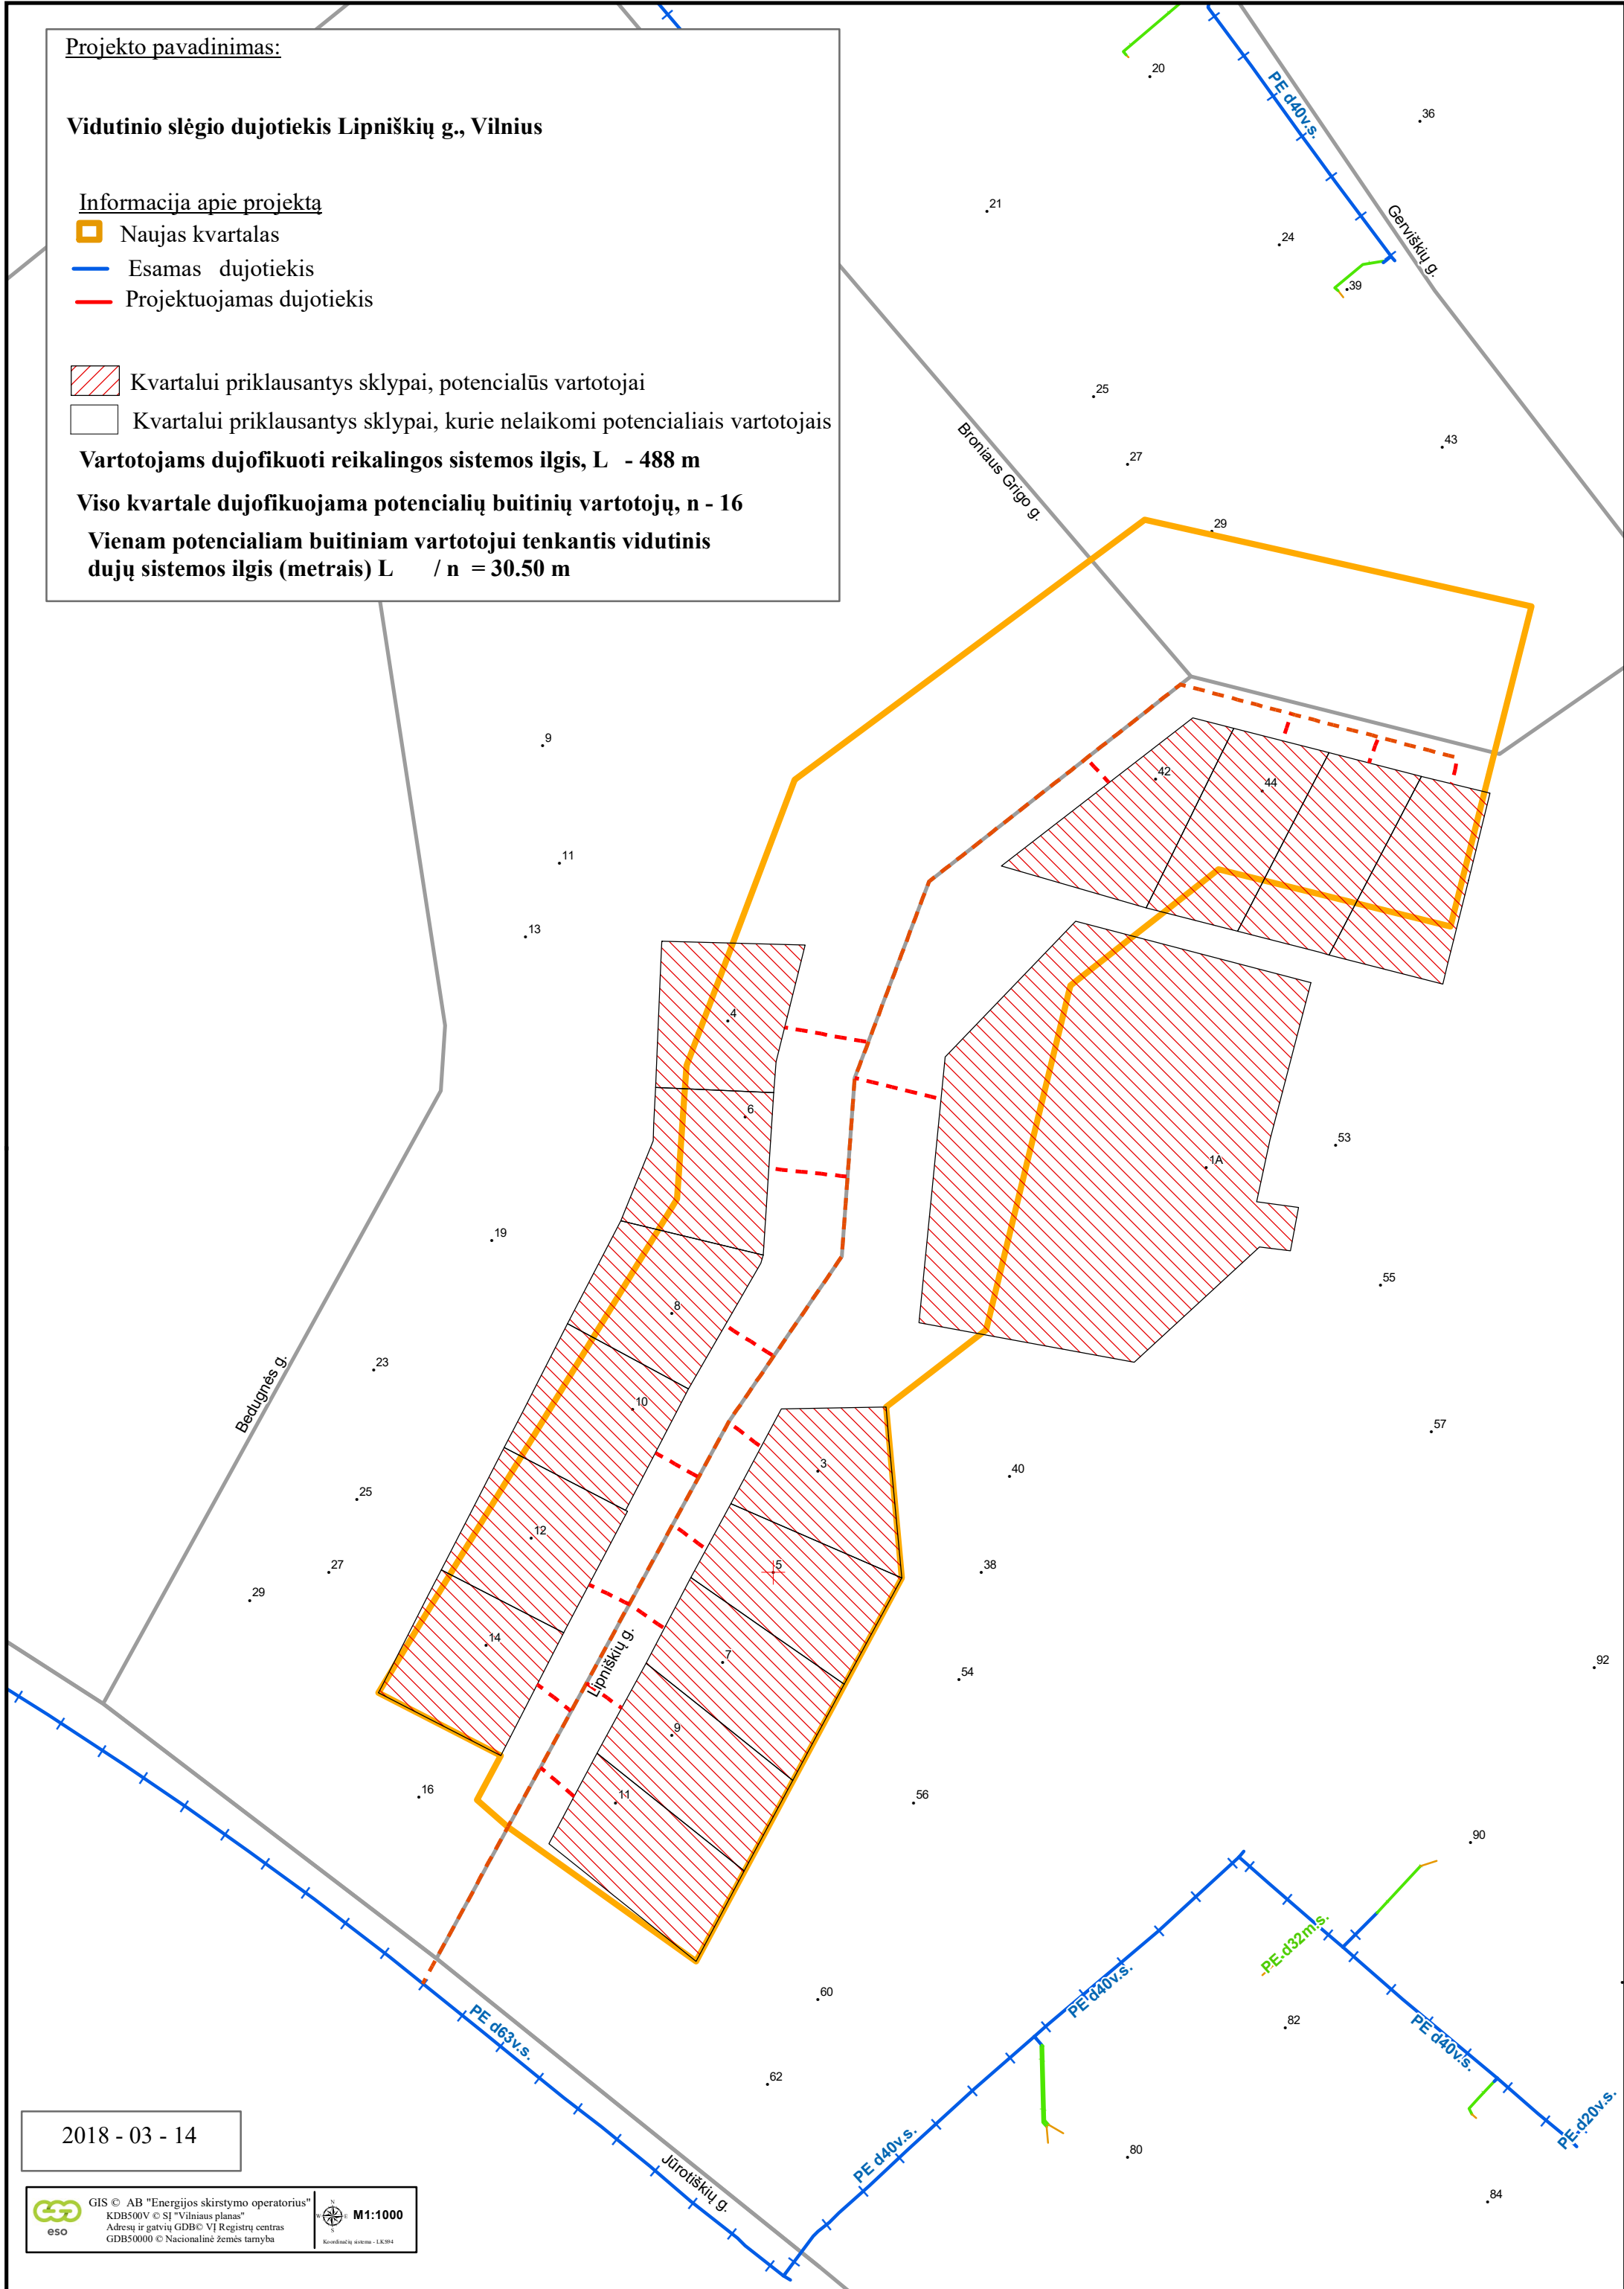 Projekto pavadinimas:
Vidutinio slėgio dujotiekis Lipniškių g., Vilnius
Informacija apie projektą
Naujas kvartalas
Esamas dujotiekis
Projektuojamas dujotiekis
Kvartalui priklausantys sklypai, potencialūs vartotojai
Kvartalui priklausantys sklypai, kurie nelaikomi potencialiais vartotojais
Vartotojams dujofikuoti reikalingos sistemos ilgis, L - 488 m
Viso kvartale dujofikuojama potencialių buitinių vartotojų, n - 16
Vienam potencialiam buitiniam vartotojui tenkantis vidutinis
dujų sistemos ilgis (metrais) L / n = 30.50 m
20
PE d40v.s.
36
21
Gerviškių g.
24
39
25
Broniaus Grigo g.
43
27
29
9
42
44
11
13
4
6
53
1A
19
55
8
Bedugnės g.
23
10
57
3
40
25
12
5
38
27
29
14
Lipniškių g.
7
54
92
9
16
11
56
90
PE d32m.s.
PE d40v.s.
60
82
PE d63v.s.
PE d40v.s.
62
PE d20v.s.
PE d40v.s.
80
Jūrotiškių g.
84
2018 - 03 - 14
eso
GIS © AB "Energijos skirstymo operatorius"
KDB500V © SĮ "Vilniaus planas"
Adresų ir gatvių GDB© VĮ Registrų centras
GDB50000 © Nacionalinė žemės tarnyba
N
W
E
S
M1:1000
Koordinačių sistema - LKS94